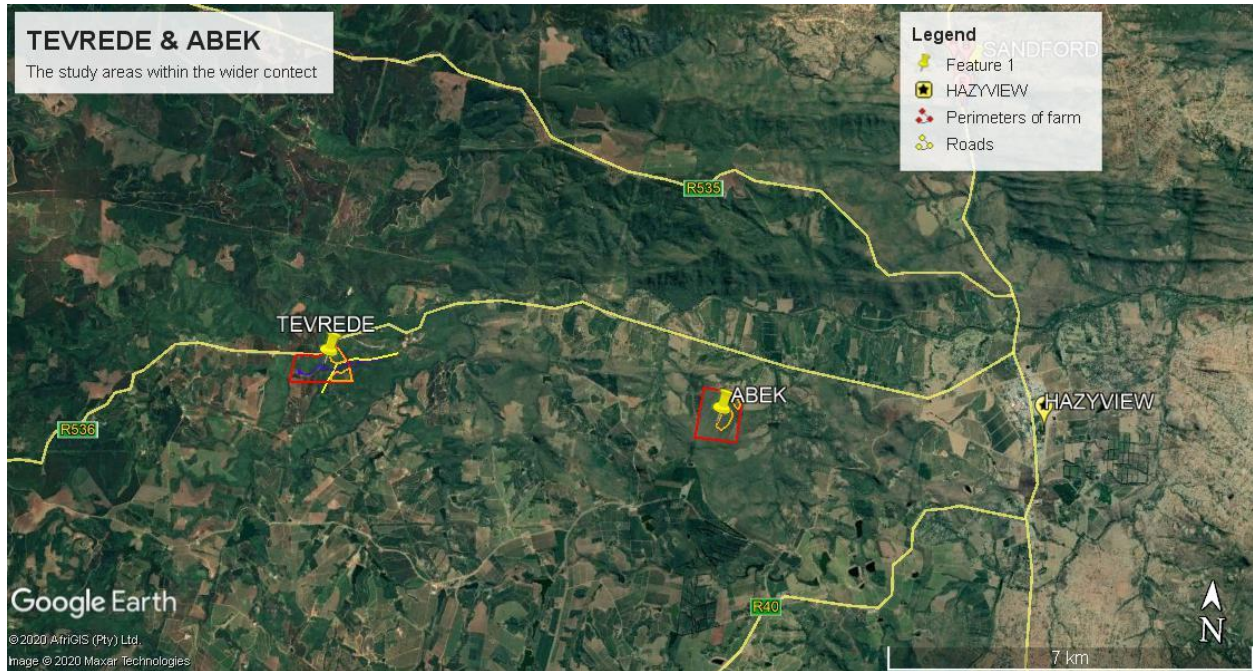 TEVREDE & ABEK
The study areas within the wider contect
Legend
Feature 1
HAZYVIEW
Perimeters of farm
Roads
SANDFORD
R535
TEVREDE
ABEK
HAZYVIEW
R536
R40
Google Earth
© 2020 AfriGIS (Pty) Ltd.
Image © 2020 Maxar Technologies
N
7 km